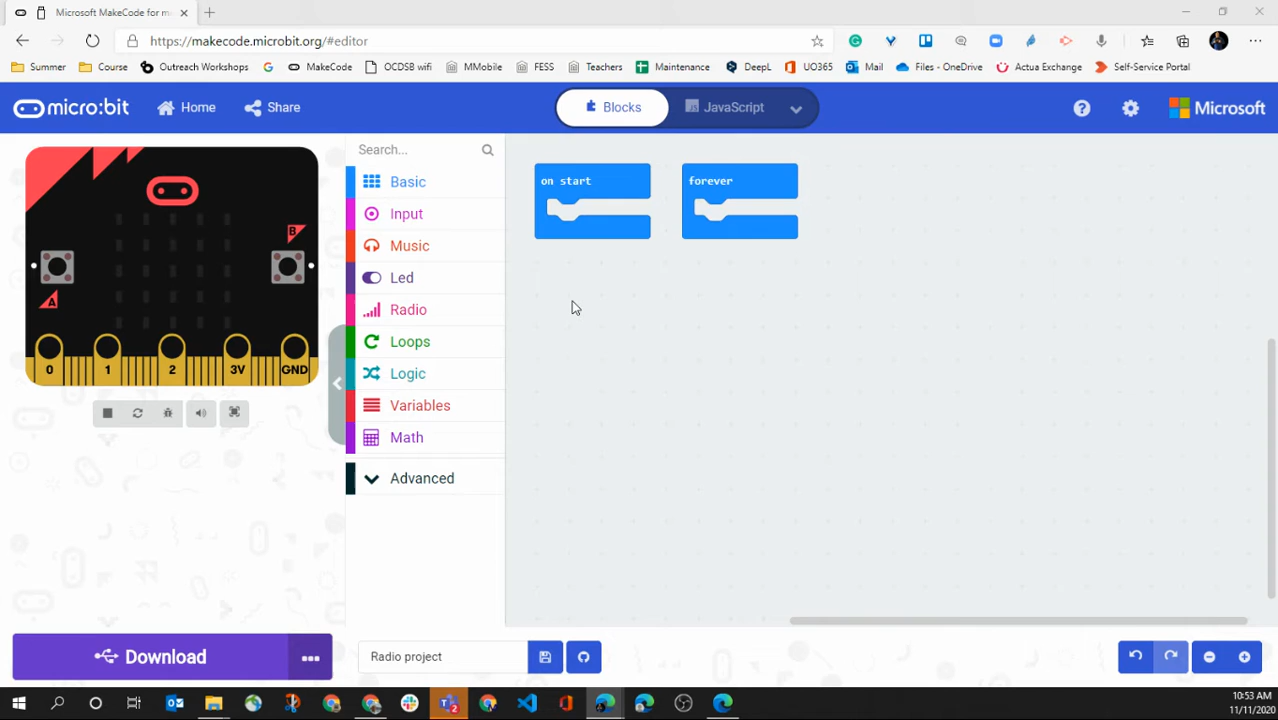 Microsoft MakeCode for mi
https://makecode.microbit.org/#editor
Summer
Course
Outreach Workshops
MakeCode
OCDSB wifi
MMobile
FESS
Teachers
Maintenance
DeepL
UO365
Mail
Files - OneDrive
Actua Exchange
Self-Service Portal
micro:bit
Home
Share
Blocks
JavaScript
Microsoft
Search...
Basic
Input
Music
Led
Radio
Loops
Logic
Variables
Math
Advanced
on start
forever
A
B
0 1 2 3V GND
Download
Radio project
10:53 AM
11/11/2020